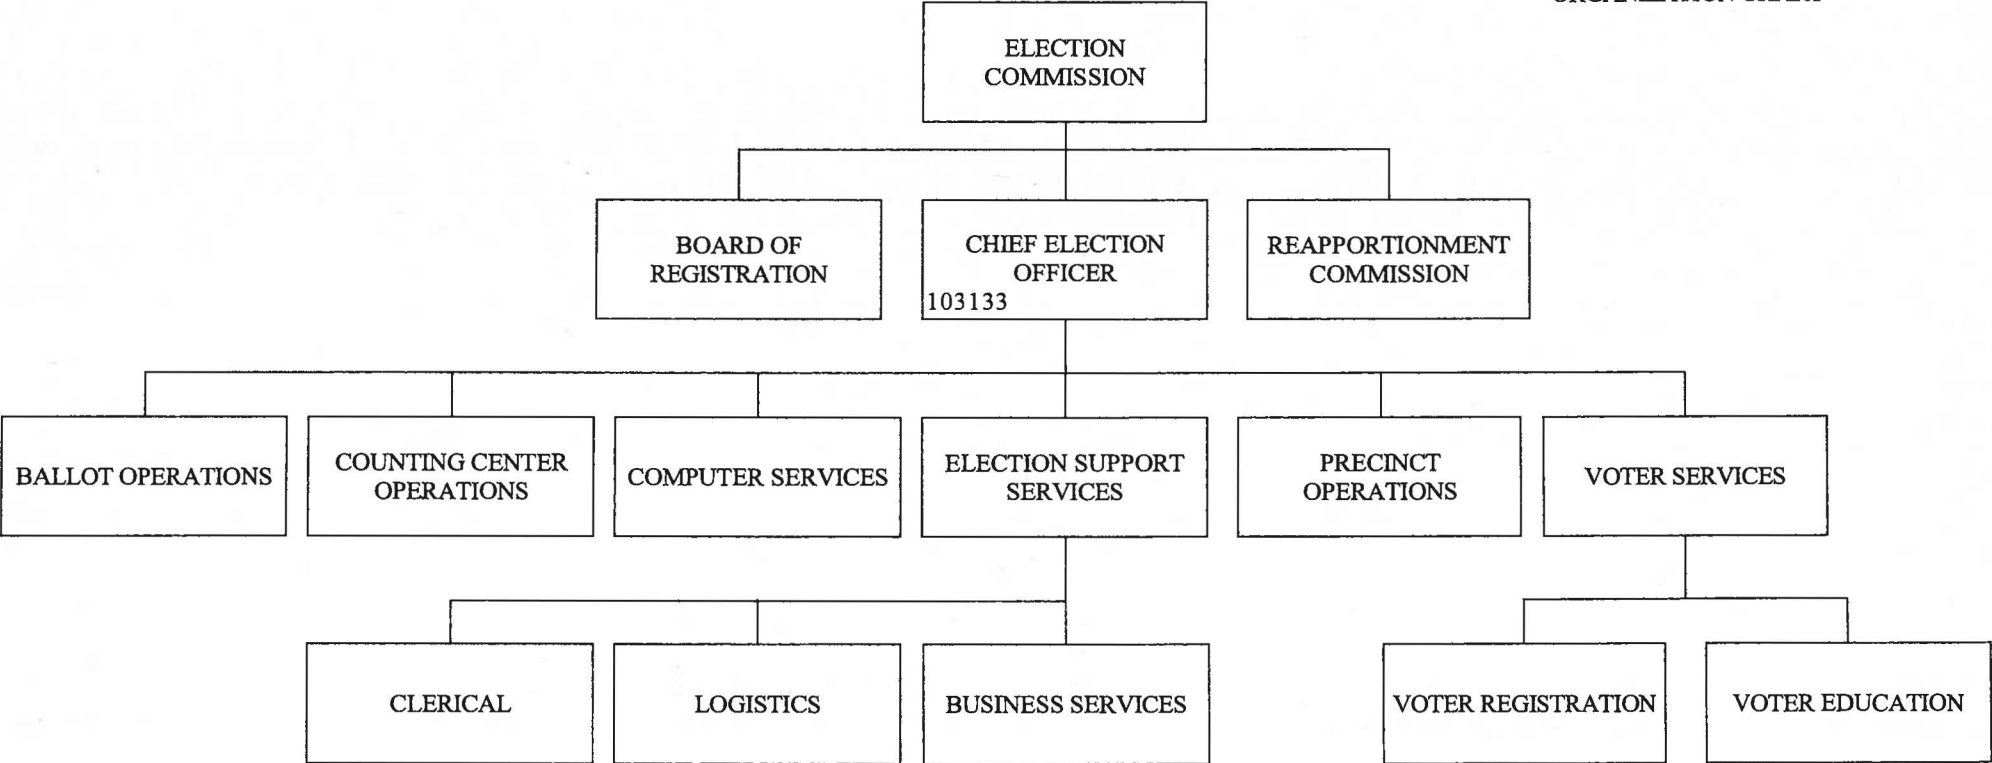 ELECTION
COMMISSION
BOARD OF
REGISTRATION
CHIEF ELECTION
OFFICER
103133
REAPPORTIONMENT
COMMISSION
BALLOT OPERATIONS
COUNTING CENTER
OPERATIONS
COMPUTER SERVICES
ELECTION SUPPORT
SERVICES
PRECINCT
OPERATIONS
VOTER SERVICES
CLERICAL
LOGISTICS
BUSINESS SERVICES
VOTER REGISTRATION
VOTER EDUCATION